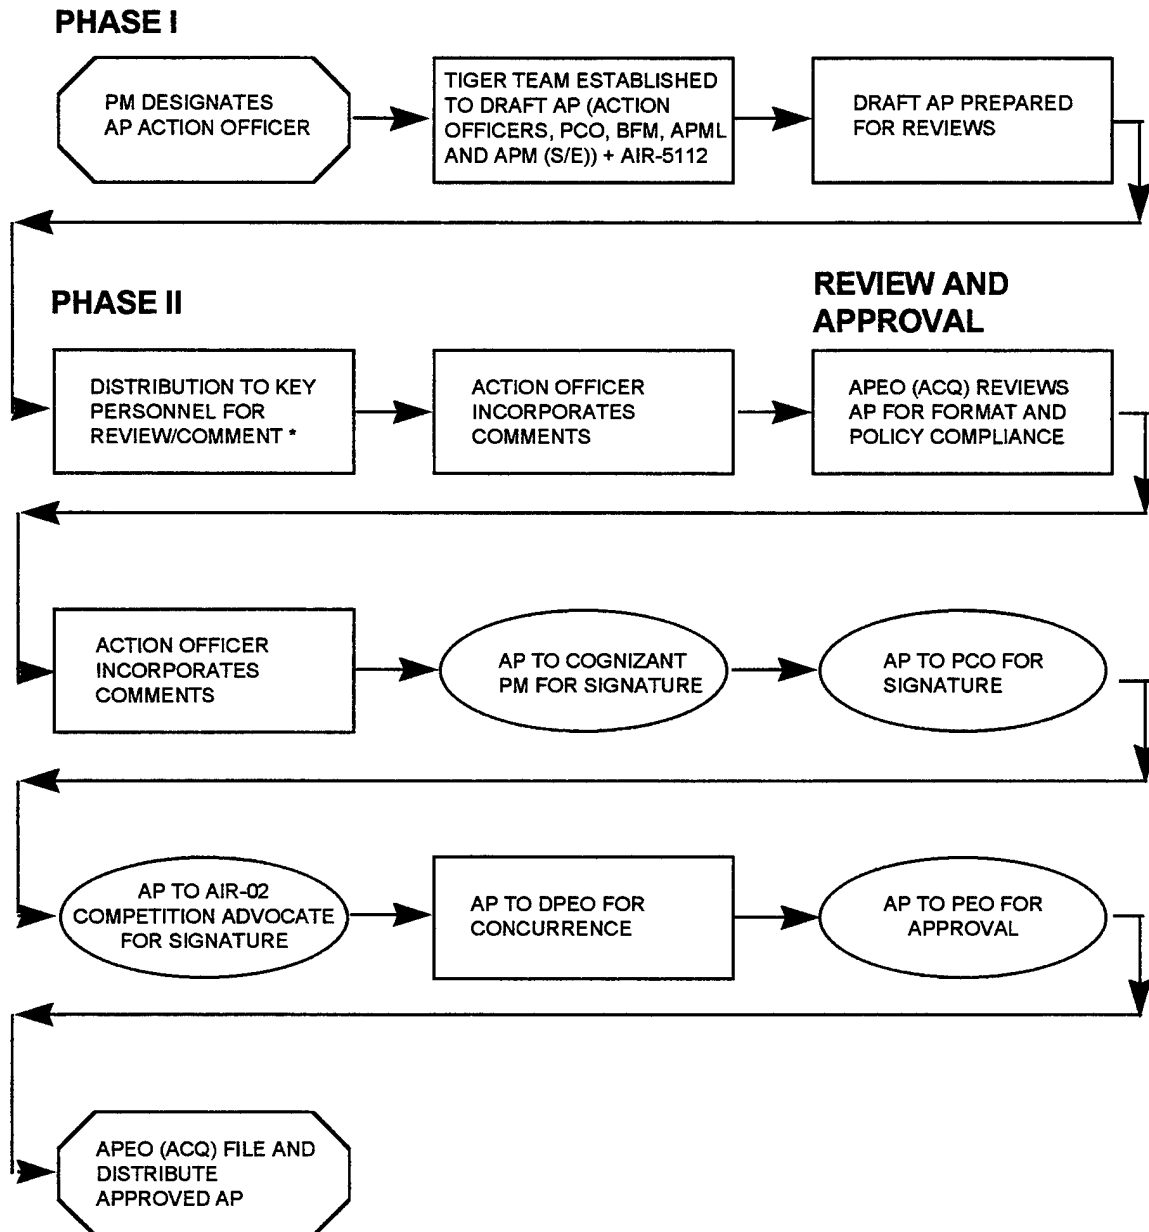 PHASE I
PM DESIGNATES
AP ACTION OFFICER
TIGER TEAM ESTABLISHED
TO DRAFT AP (ACTION
OFFICERS, PCO, BFM, APML
AND APM (S/E)) + AIR-5112
DRAFT AP PREPARED
FOR REVIEWS
PHASE II
REVIEW AND
APPROVAL
DISTRIBUTION TO KEY
PERSONNEL FOR
REVIEW/COMMENT *
ACTION OFFICER
INCORPORATES
COMMENTS
APEO (ACQ) REVIEWS
AP FOR FORMAT AND
POLICY COMPLIANCE
ACTION OFFICER
INCORPORATES
COMMENTS
AP TO COGNIZANT
PM FOR SIGNATURE
AP TO PCO FOR
SIGNATURE
AP TO AIR-02
COMPETITION ADVOCATE
FOR SIGNATURE
AP TO DPEO FOR
CONCURRENCE
AP TO PEO FOR
APPROVAL
APEO (ACQ) FILE AND
DISTRIBUTE
APPROVED AP